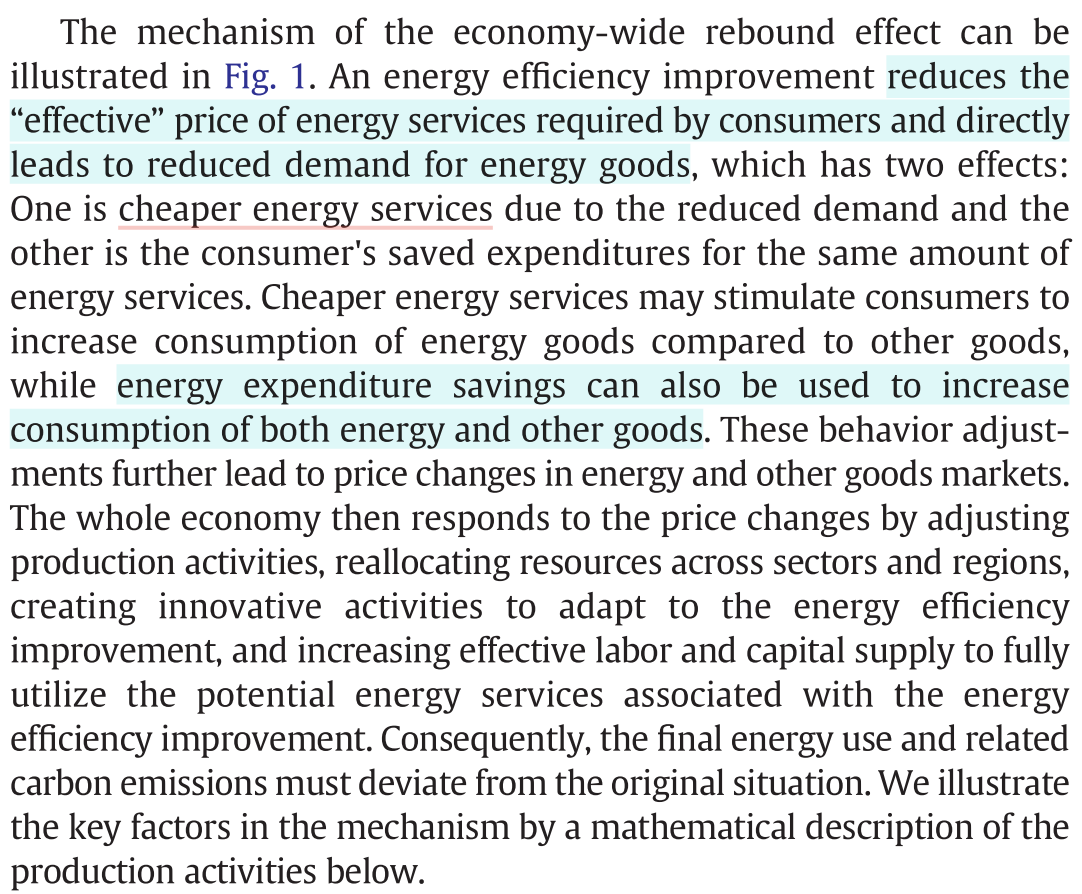 The mechanism of the economy-wide rebound effect can be
illustrated in Fig. 1. An energy efficiency improvement reduces the
“effective” price of energy services required by consumers and directly
leads to reduced demand for energy goods, which has two effects:
One is cheaper energy services due to the reduced demand and the
other is the consumer's saved expenditures for the same amount of
energy services. Cheaper energy services may stimulate consumers to
increase consumption of energy goods compared to other goods,
while energy expenditure savings can also be used to increase
consumption of both energy and other goods. These behavior adjust-
ments further lead to price changes in energy and other goods markets.
The whole economy then responds to the price changes by adjusting
production activities, reallocating resources across sectors and regions,
creating innovative activities to adapt to the energy efficiency
improvement, and increasing effective labor and capital supply to fully
utilize the potential energy services associated with the energy
efficiency improvement. Consequently, the final energy use and related
carbon emissions must deviate from the original situation. We illustrate
the key factors in the mechanism by a mathematical description of the
production activities below.